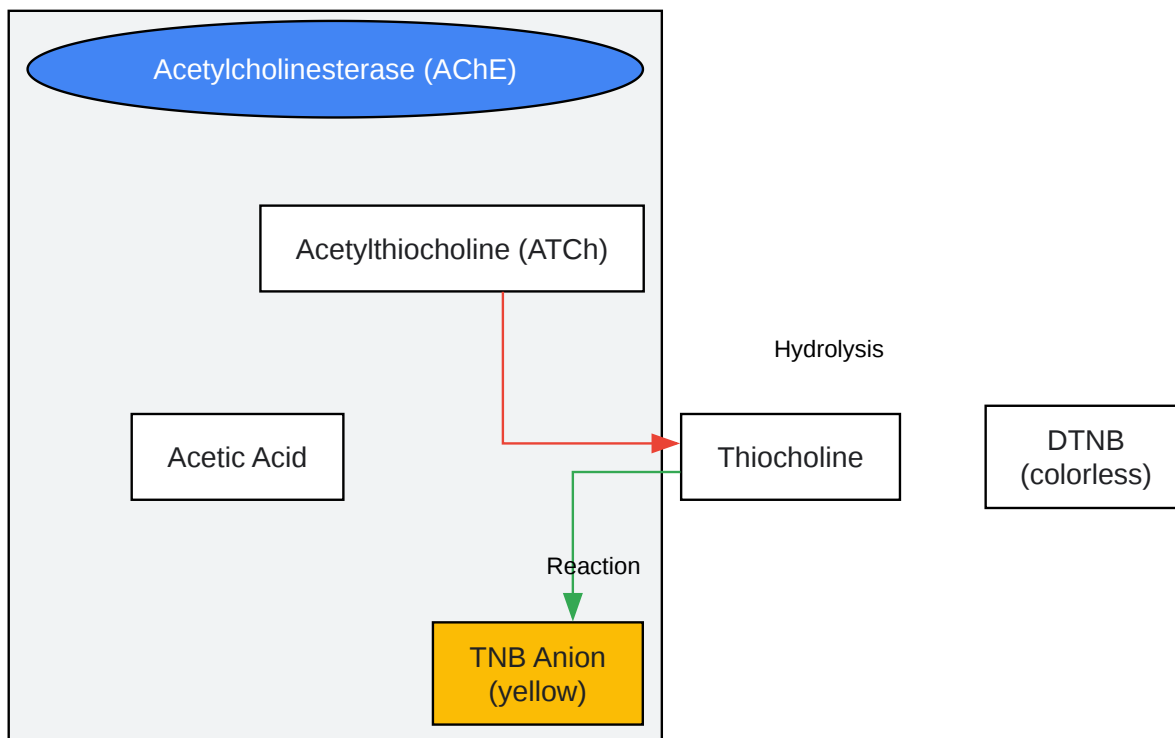 Acetylcholinesterase (AChE)
Acetylthiocholine (ATCh)
Hydrolysis
Acetic Acid
Thiocholine
DTNB
(colorless)
Reaction
TNB Anion
(yellow)